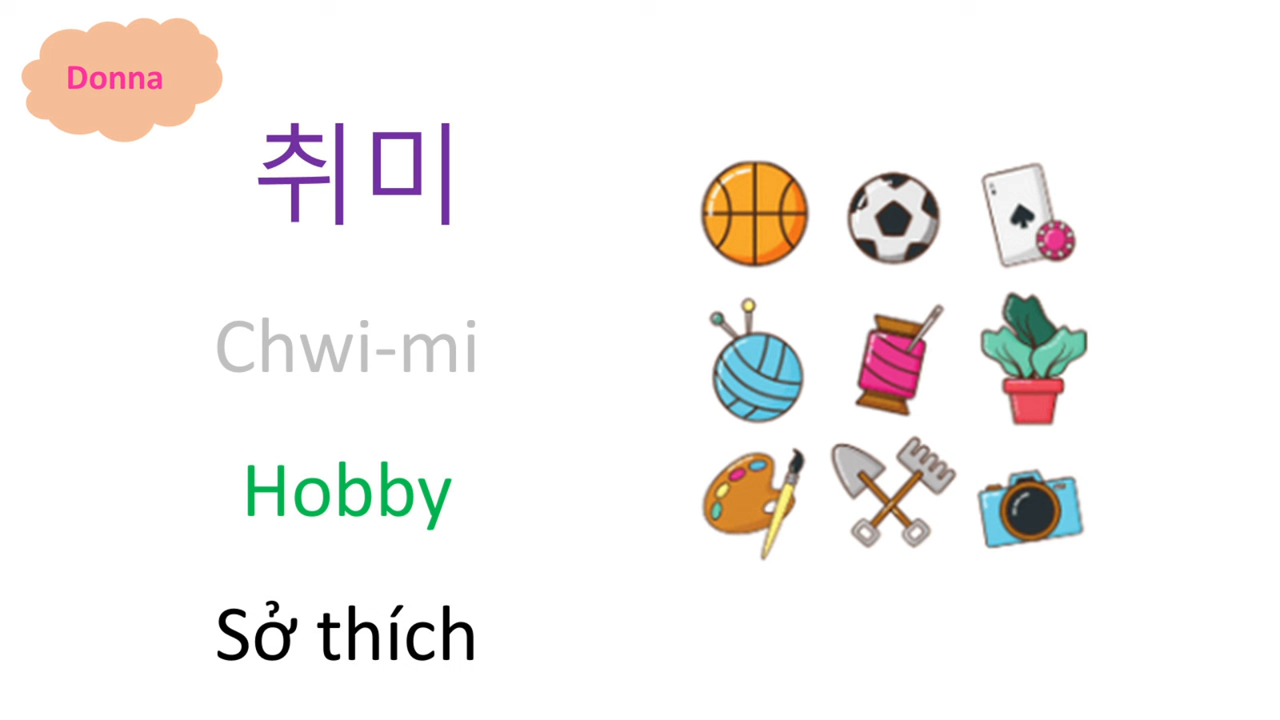 Donna
취미
Chwi-mi
Hobby
Sở thích